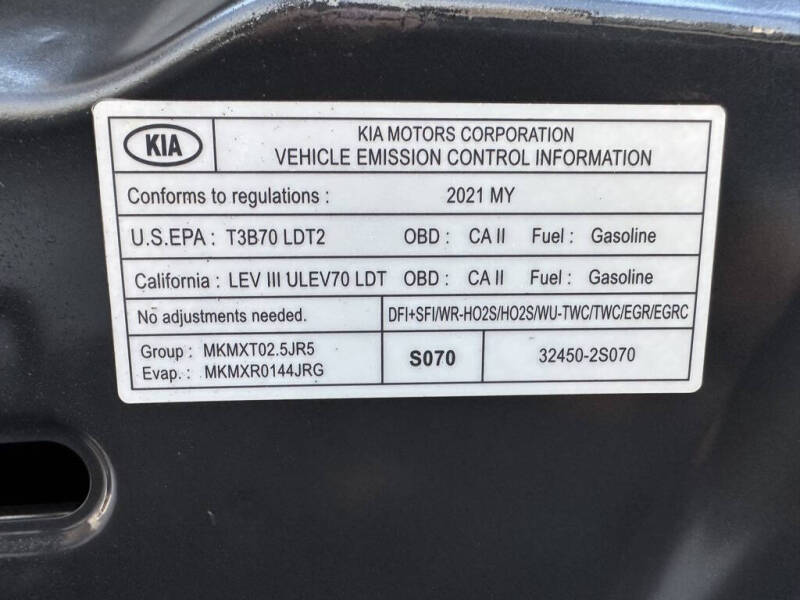 KIA
KIA MOTORS CORPORATION
VEHICLE EMISSION CONTROL INFORMATION
Conforms to regulations : 2021 MY
U.S.EPA : T3B70 LDT2 OBD : CA II Fuel : Gasoline
California : LEV III ULEV70 LDT OBD : CA II Fuel : Gasoline
No adjustments needed. DFI+SFI/WR-HO2S/HO2S/WU-TWC/TWC/EGR/EGRC
Group : MKMXT02.5JR5
Evap. : MKMXR0144JRG
S070
32450-2S070